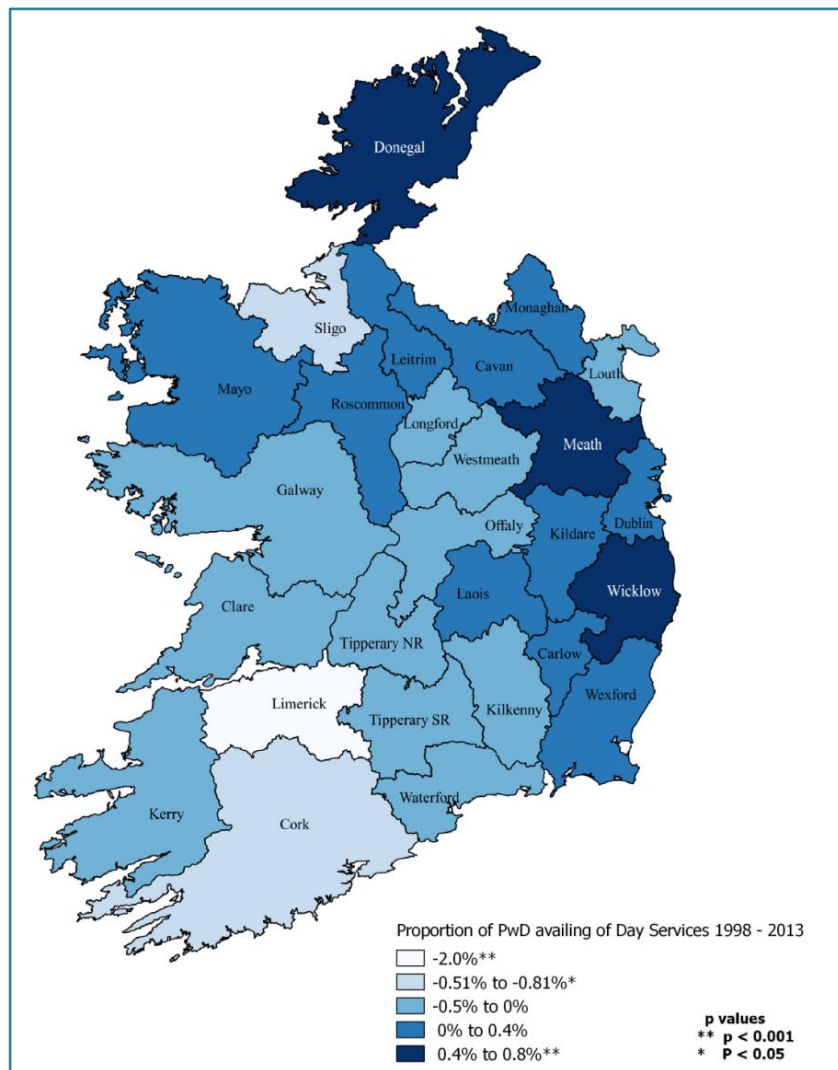 Donegal
Sligo
Leitrim
Monaghan
Cavan
Louth
Mayo
Roscommon
Longford
Meath
Westmeath
Galway
Offaly
Kildare
Dublin
Wicklow
Laois
Clare
Tipperary NR
Carlow
Limerick
Tipperary SR
Kilkenny
Wexford
Waterford
Kerry
Cork
Proportion of PwD availing of Day Services 1998 - 2013
-2.0%**
-0.51% to -0.81%*
-0.5% to 0%
0% to 0.4%
0.4% to 0.8%**
p values
** p < 0.001
* P < 0.05